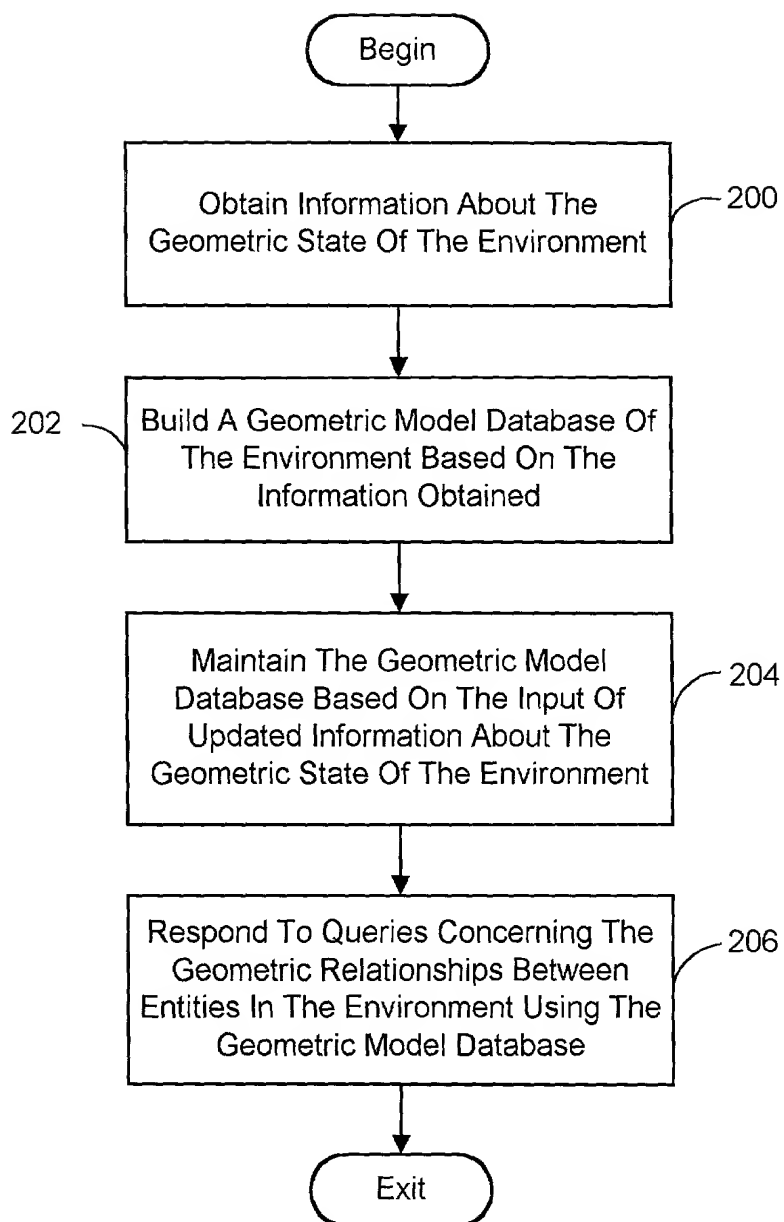 Begin
Obtain Information About The
Geometric State Of The Environment
200
202
Build A Geometric Model Database Of
The Environment Based On The
Information Obtained
Maintain The Geometric Model
Database Based On The Input Of
Updated Information About The
Geometric State Of The Environment
204
Respond To Queries Concerning The
Geometric Relationships Between
Entities In The Environment Using The
Geometric Model Database
206
Exit